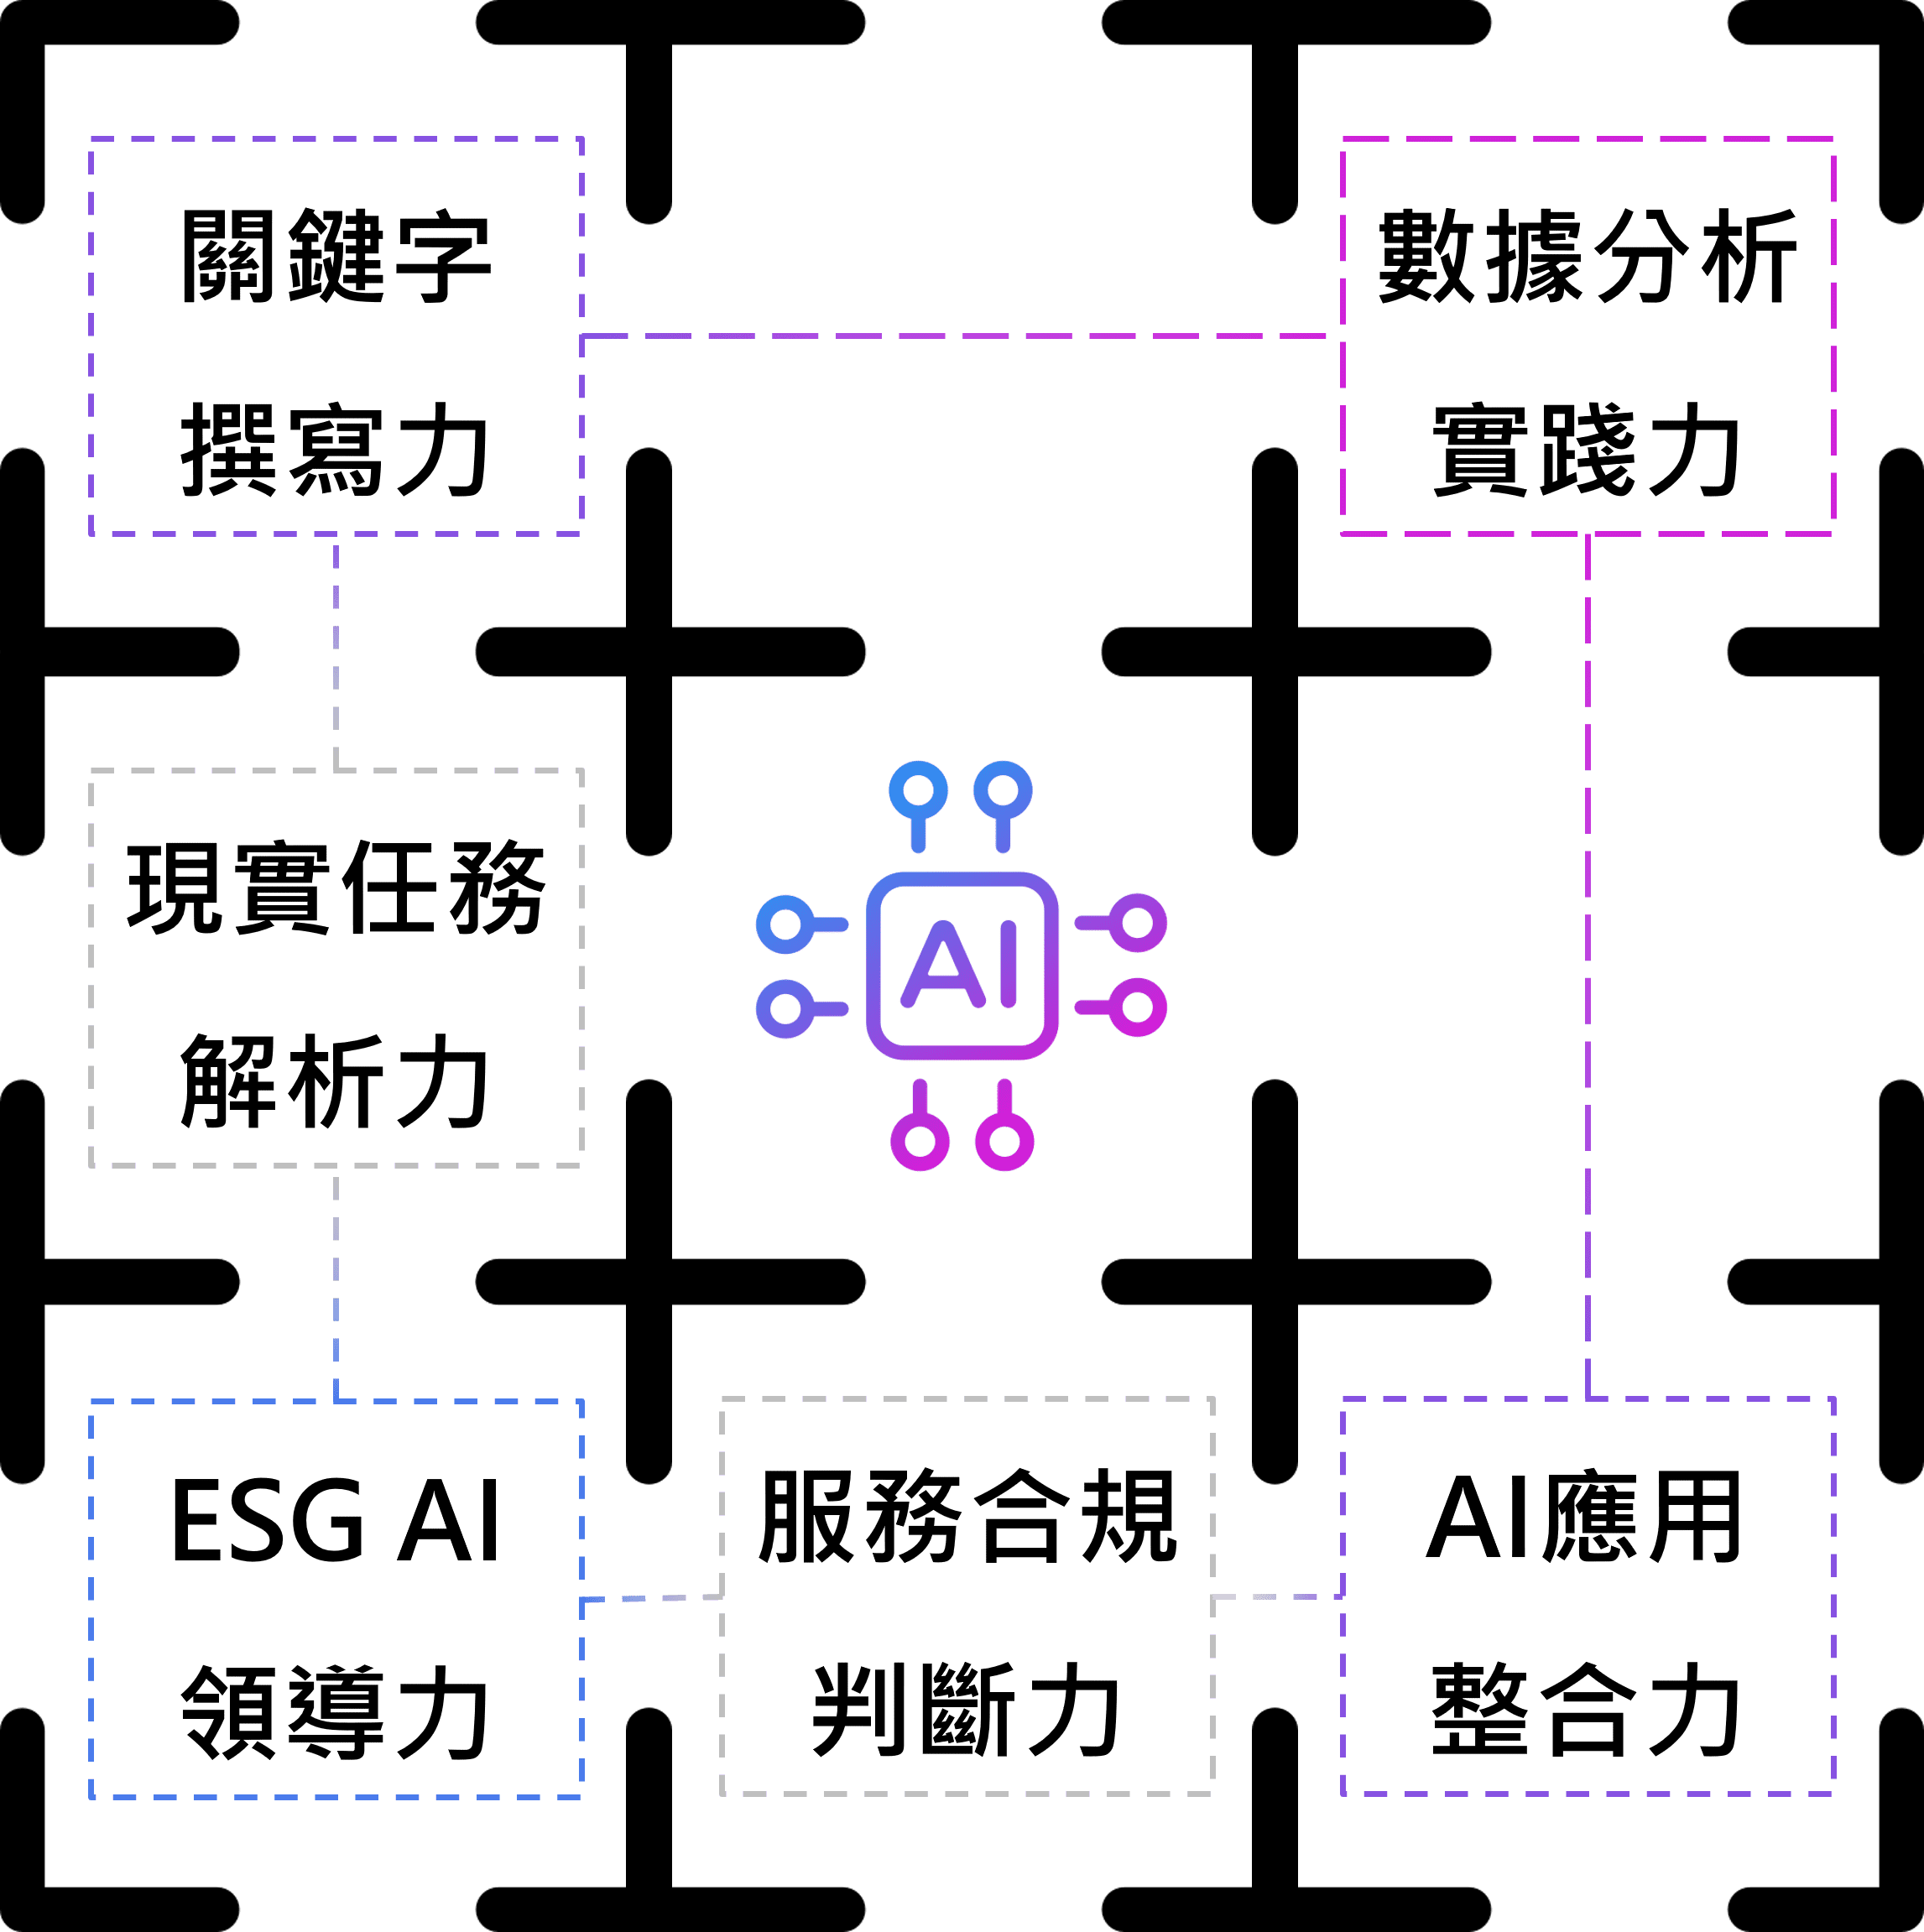 關鍵字
撰寫力
數據分析
實踐力
現實任務
解析力
AI
ESG AI
領導力
服務合規
判斷力
AI應用
整合力